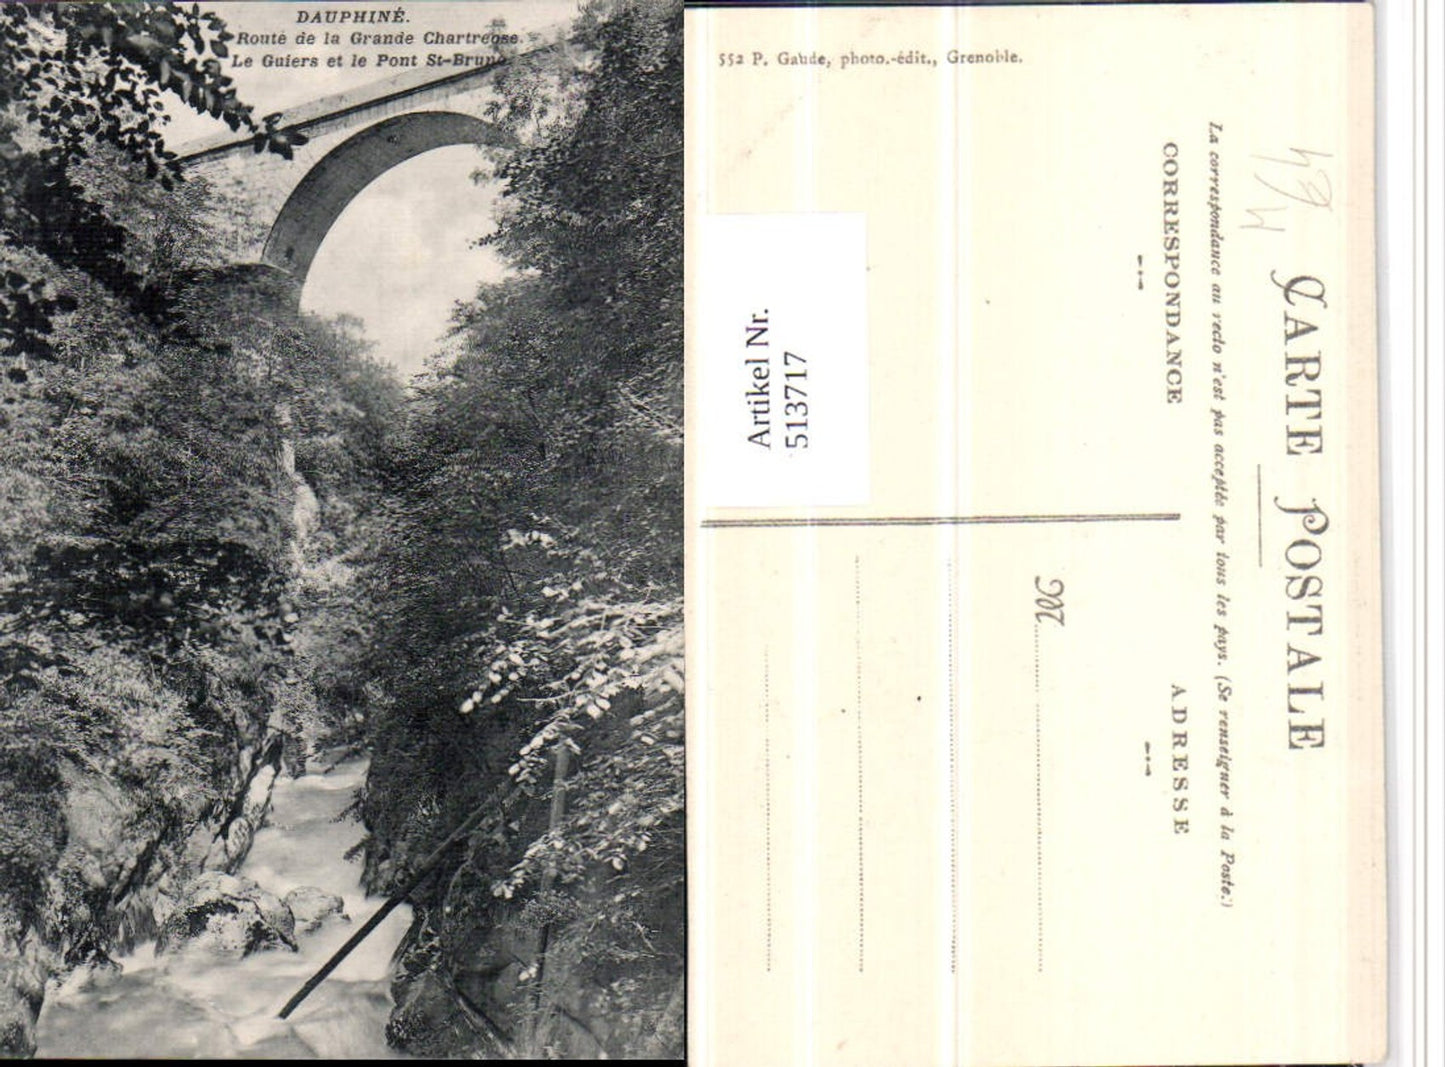 DAUPHINÉ.
Route de la Grande Chartreuse.
Le Guiers et le Pont St-Bruno
552 P. Gaude, photo.-édit., Grenoble.
CARTE POSTALE
La correspondance au recto n'est pas acceptée par tous les pays. (Se renseigner à la Poste.)
CORRESPONDANCE
ADRESSE
M
Artikel Nr.
513717